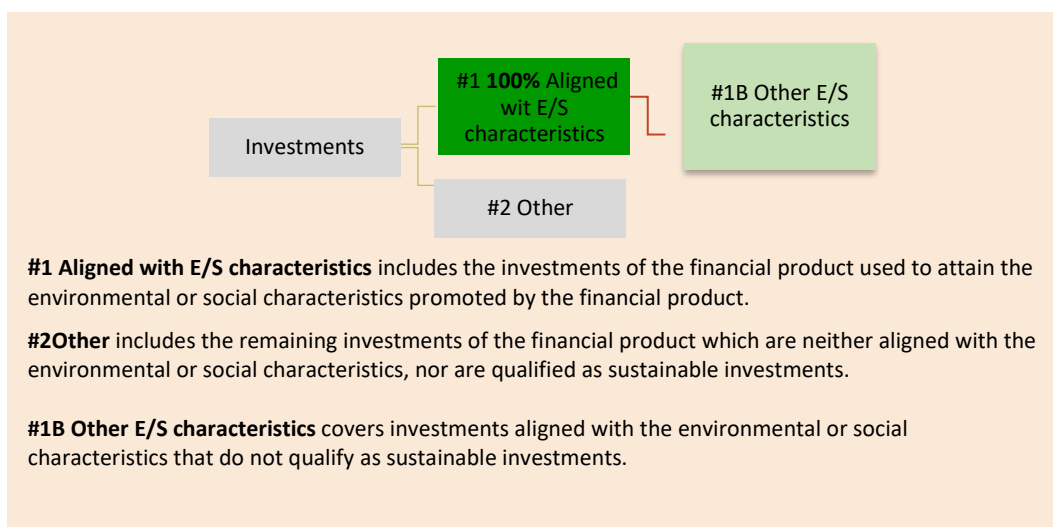 #1 100% Aligned
wit E/S
characteristics
#1B Other E/S
characteristics
Investments
#2 Other
#1 Aligned with E/S characteristics includes the investments of the financial product used to attain the
environmental or social characteristics promoted by the financial product.
#2Other includes the remaining investments of the financial product which are neither aligned with the
environmental or social characteristics, nor are qualified as sustainable investments.
#1B Other E/S characteristics covers investments aligned with the environmental or social
characteristics that do not qualify as sustainable investments.